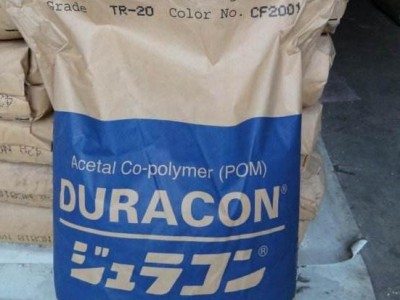 Grade TR-20 Color No. CF2001
Acetal Co-polymer (POM)
DURACON®
ジュラコン®